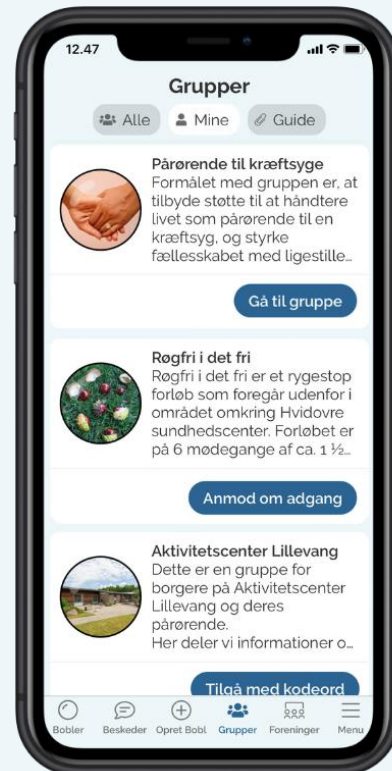 12.47
Grupper
Alle
Mine
Guide
Pårørende til kræftsyge
Formålet med gruppen er, at
tilbyde støtte til at håndtere
livet som pårørende til en
kræftsyg, og styrke
fællesskabet med ligestille…
Gå til gruppe
Røgfri i det fri
Røgfri i det fri er et rygestop
forløb som foregår udenfor i
området omkring Hvidovre
sundhedscenter. Forløbet er
på 6 mødegange af ca. 1 ½…
Anmod om adgang
Aktivitetscenter Lillevang
Dette er en gruppe for
borgere på Aktivitetscenter
Lillevang og deres
pårørende.
Her deler vi informationer o…
Tilgå med kodeord
Bobler
Beskeder
Opret Bobl
Grupper
Foreninger
Menu